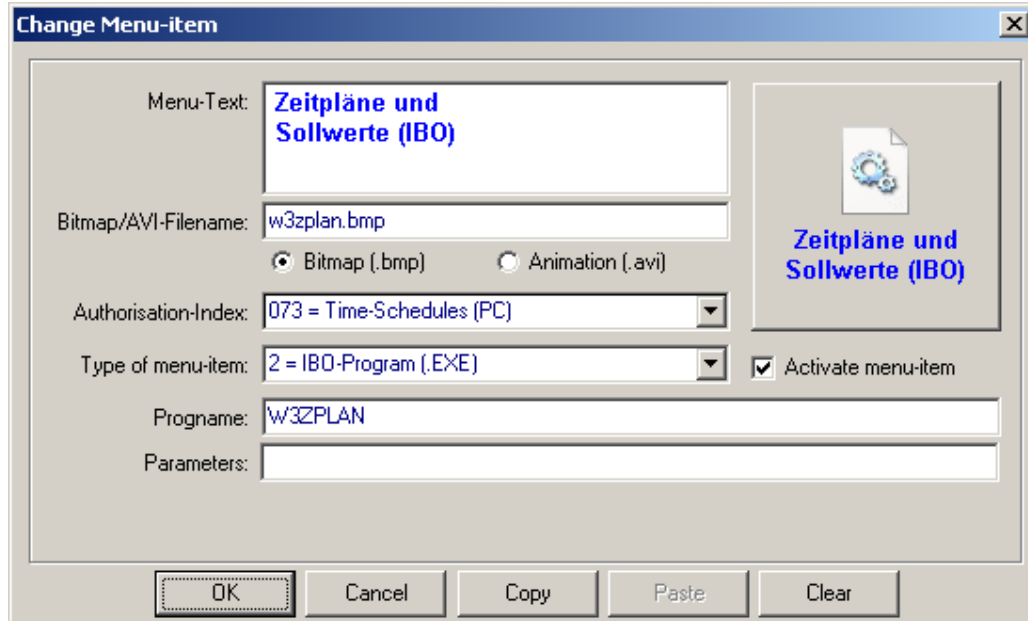 Change Menu-item
Menu-Text:
Zeitpläne und
Sollwerte (IBO)
Bitmap/AVI-Filename:
w3zplan.bmp
Bitmap (.bmp)
Animation (.avi)
Zeitpläne und
Sollwerte (IBO)
Authorisation-Index:
073 = Time-Schedules (PC)
Type of menu-item:
2 = IBO-Program (.EXE)
Activate menu-item
Progname:
W3ZPLAN
Parameters:
OK
Cancel
Copy
Paste
Clear